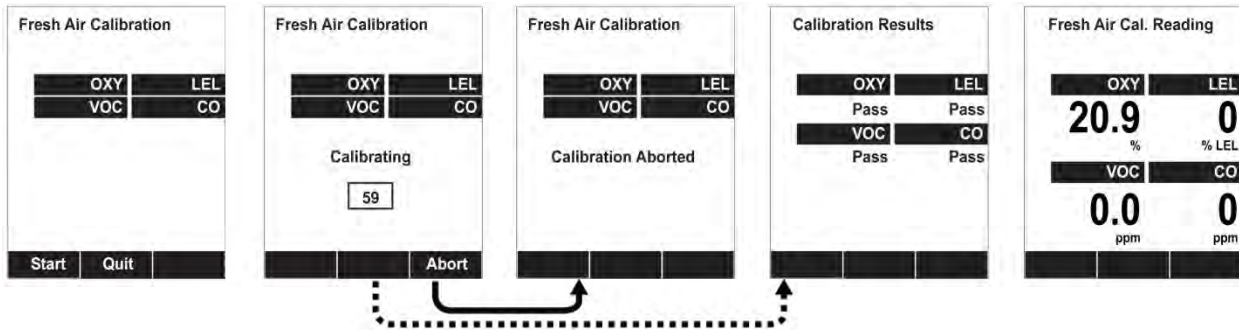 Fresh Air Calibration
OXY LEL
VOC CO
Start Quit
Fresh Air Calibration
OXY LEL
VOC CO
Calibrating
59
Abort
Fresh Air Calibration
OXY LEL
VOC CO
Calibration Aborted
Calibration Results
OXY LEL
Pass Pass
VOC CO
Pass Pass
Fresh Air Cal. Reading
OXY LEL
20.9 0
% % LEL
VOC CO
0.0 0
ppm ppm